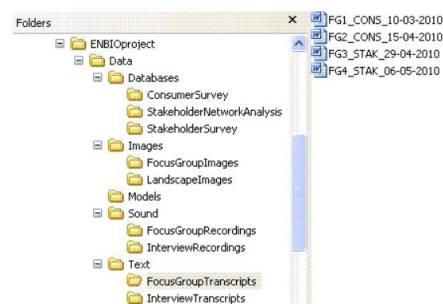 Folders
ENBIOproject
Data
Databases
ConsumerSurvey
StakeholderNetworkAnalysis
StakeholderSurvey
Images
FocusGroupImages
LandscapeImages
Models
Sound
FocusGroupRecordings
InterviewRecordings
Text
FocusGroupTranscripts
InterviewTranscripts
FG1_CONS_10-03-2010
FG2_CONS_15-04-2010
FG3_STAK_29-04-2010
FG4_STAK_06-05-2010